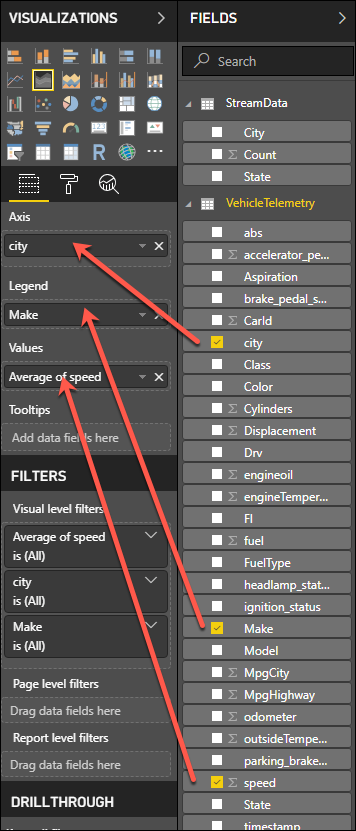 VISUALIZATIONS
R
Axis
city
Legend
Make
Values
Average of speed
Tooltips
Add data fields here
FILTERS
Visual level filters
Average of speed
is (All)
city
is (All)
Make
is (All)
Page level filters
Drag data fields here
Report level filters
Drag data fields here
DRILLTHROUGH
FIELDS
Search
StreamData
City
Σ Count
State
VehicleTelemetry
abs
Σ accelerator_pe...
Aspiration
brake_pedal_s...
Σ CarId
city
Class
Color
Σ Cylinders
Σ Displacement
Drv
Σ engineoil
Σ engineTemper...
FI
Σ fuel
FuelType
headlamp_stat...
ignition_status
Make
Model
Σ MpgCity
Σ MpgHighway
Σ odometer
Σ outsideTempe...
parking_brake...
Σ speed
State
timestamp